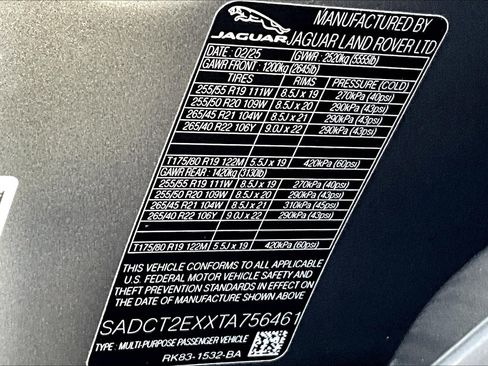 JAGUAR
MANUFACTURED BY
JAGUAR LAND ROVER LTD
DATE : 02/25 GVWR : 2520kg (5555lb)
GAWR FRONT : 1200kg (2645lb)
TIRES RIMS PRESSURE (COLD)
255/55 R19 111W 8.5J x 19 270kPa (40psi)
255/50 R20 109W 8.5J x 20 290kPa (43psi)
265/45 R21 104W 8.5J x 21 290kPa (43psi)
265/40 R22 106Y 9.0J x 22 290kPa (43psi)
T175/80 R19 122M 5.5J x 19 420kPa (60psi)
GAWR REAR : 1420kg (3130lb)
255/55 R19 111W 8.5J x 19 270kPa (40psi)
255/50 R20 109W 8.5J x 20 290kPa (43psi)
265/45 R21 104W 8.5J x 21 310kPa (45psi)
265/40 R22 106Y 9.0J x 22 290kPa (43psi)
T175/80 R19 122M 5.5J x 19 420kPa (60psi)
THIS VEHICLE CONFORMS TO ALL APPLICABLE
U.S. FEDERAL MOTOR VEHICLE SAFETY AND
THEFT PREVENTION STANDARDS IN EFFECT ON
THE DATE OF MANUFACTURE SHOWN ABOVE
SADCT2EXXTA756461
TYPE : MULTI-PURPOSE PASSENGER VEHICLE
RK83-1532-BA